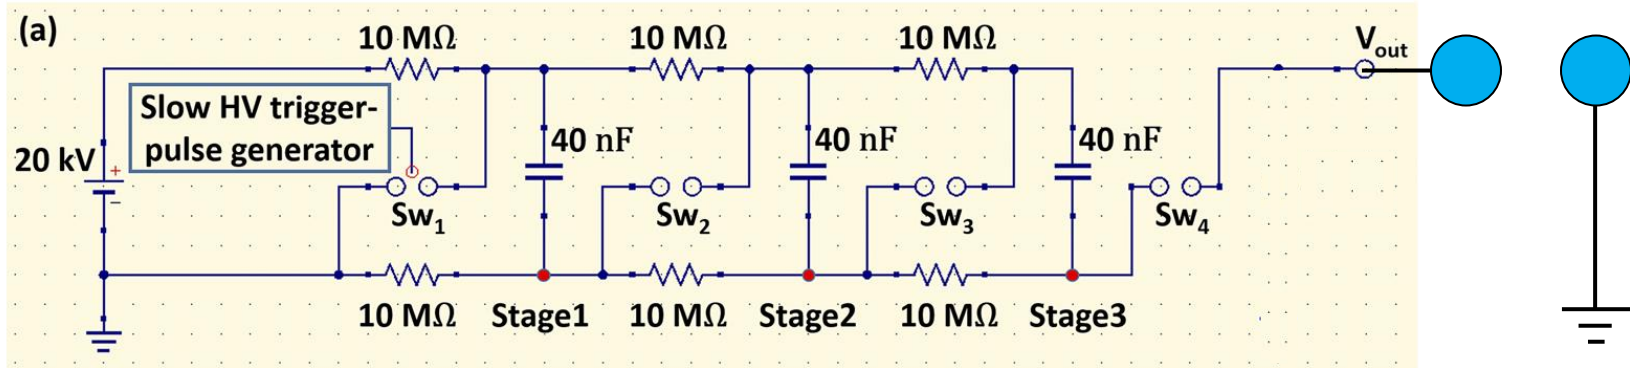 (a)
10 MΩ 10 MΩ 10 MΩ
V_out
Slow HV trigger-
pulse generator
20 kV
+
−
40 nF 40 nF 40 nF
Sw₁ Sw₂ Sw₃ Sw₄
10 MΩ Stage1 10 MΩ Stage2 10 MΩ Stage3